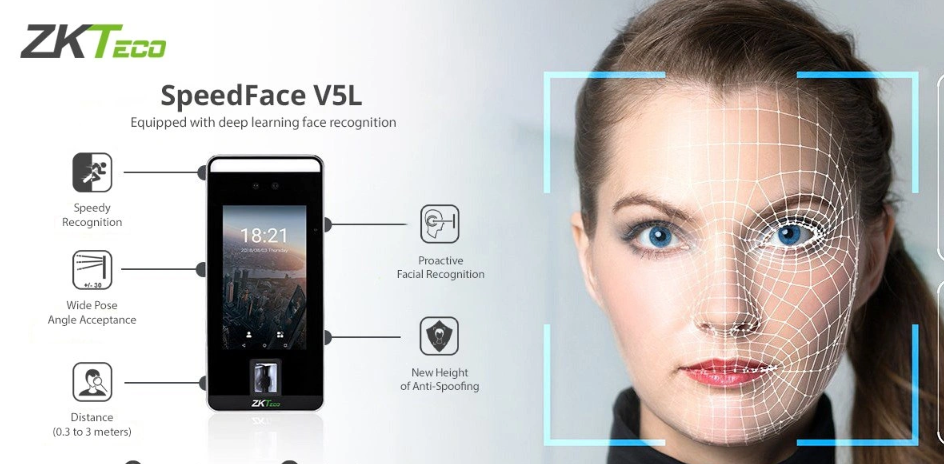 ZKTECO
SpeedFace V5L
Equipped with deep learning face recognition
Speedy
Recognition
Wide Pose
Angle Acceptance
+/- 30
Distance
(0.3 to 3 meters)
18:21
Proactive
Facial Recognition
New Height
of Anti-Spoofing
ZKTECO